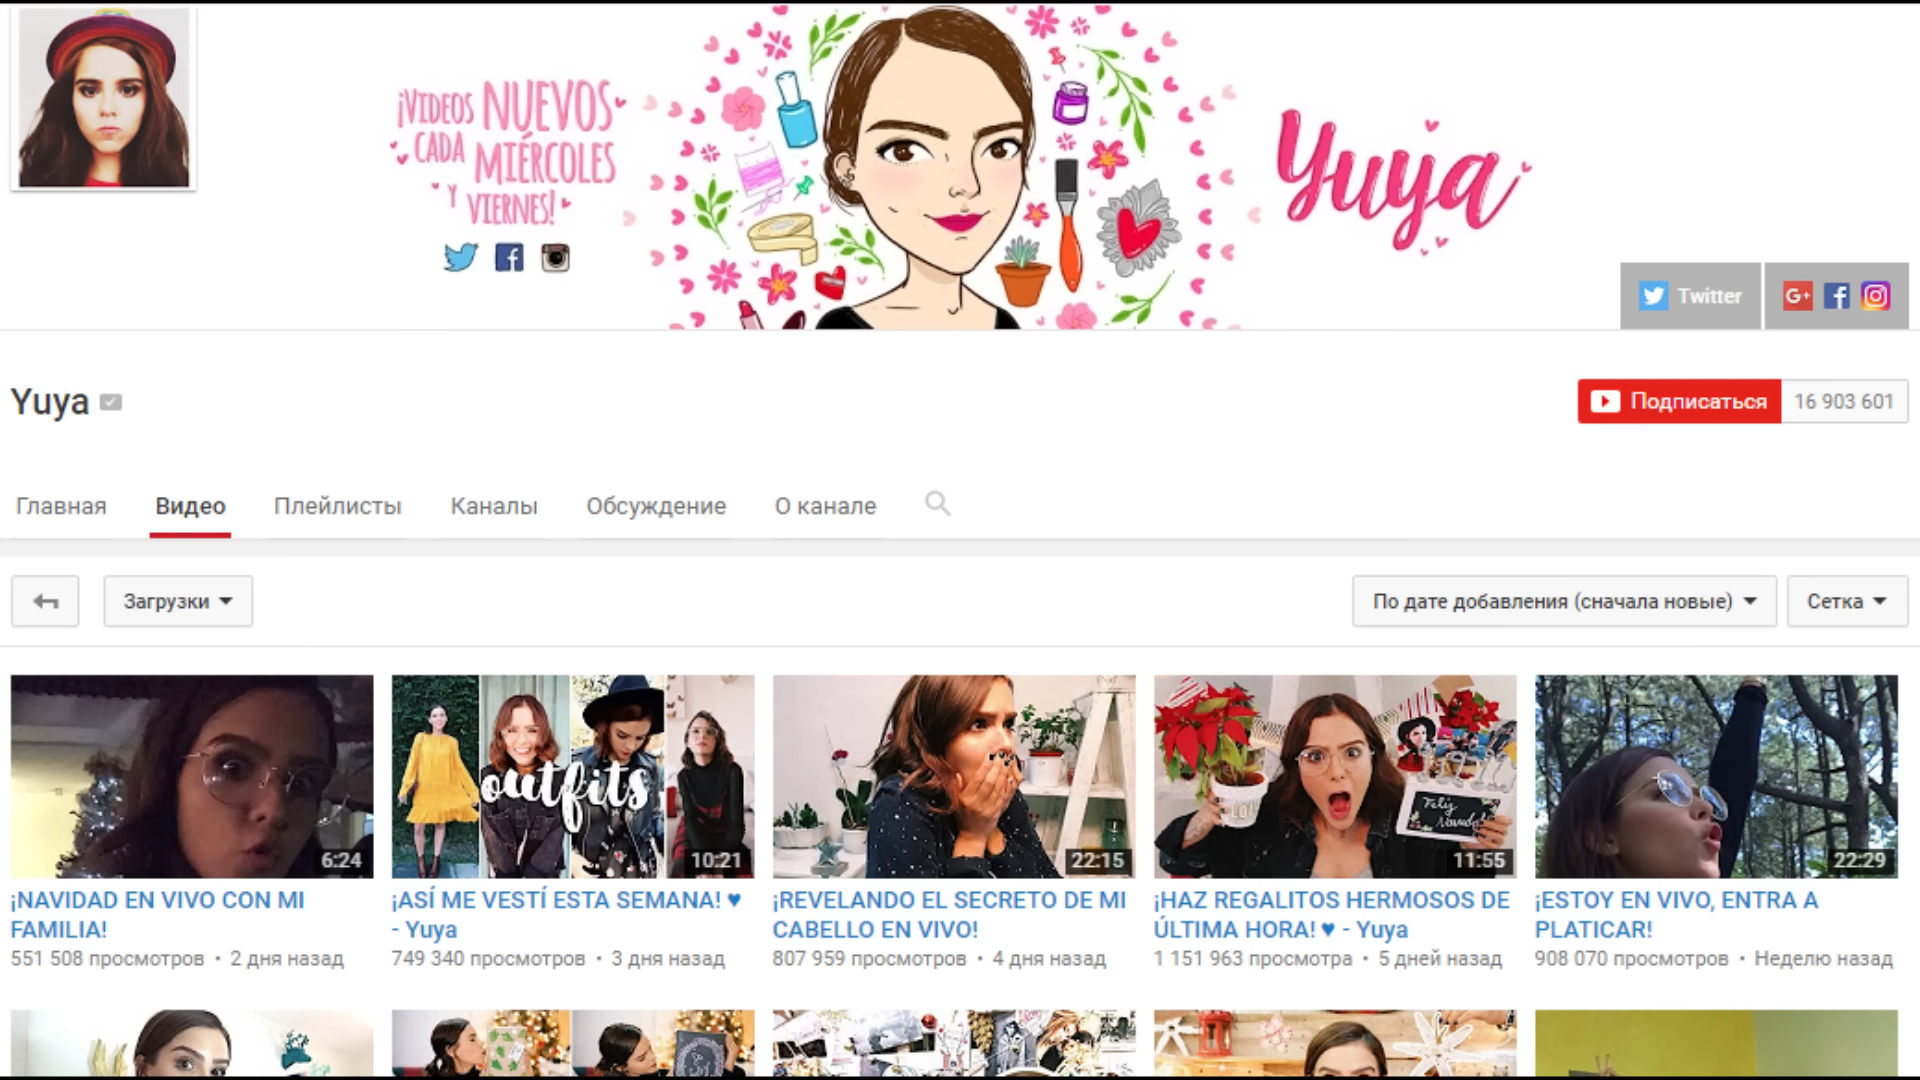 ¡VIDEOS NUEVOS
CADA MIÉRCOLES
Y VIERNES!
Yuya
Twitter
G+
Yuya
Подписаться 16 903 601
Главная Видео Плейлисты Каналы Обсуждение О канале
Загрузки По дате добавления (сначала новые) Сетка
outfits
LOL
Feliz
Navidad
6:24 10:21 22:15 11:55 22:29
¡NAVIDAD EN VIVO CON MI
FAMILIA!
551 508 просмотров • 2 дня назад
¡ASÍ ME VESTÍ ESTA SEMANA! ♥
- Yuya
749 340 просмотров • 3 дня назад
¡REVELANDO EL SECRETO DE MI
CABELLO EN VIVO!
807 959 просмотров • 4 дня назад
¡HAZ REGALITOS HERMOSOS DE
ÚLTIMA HORA! ♥ - Yuya
1 151 963 просмотра • 5 дней назад
¡ESTOY EN VIVO, ENTRA A
PLATICAR!
908 070 просмотров • Неделю назад